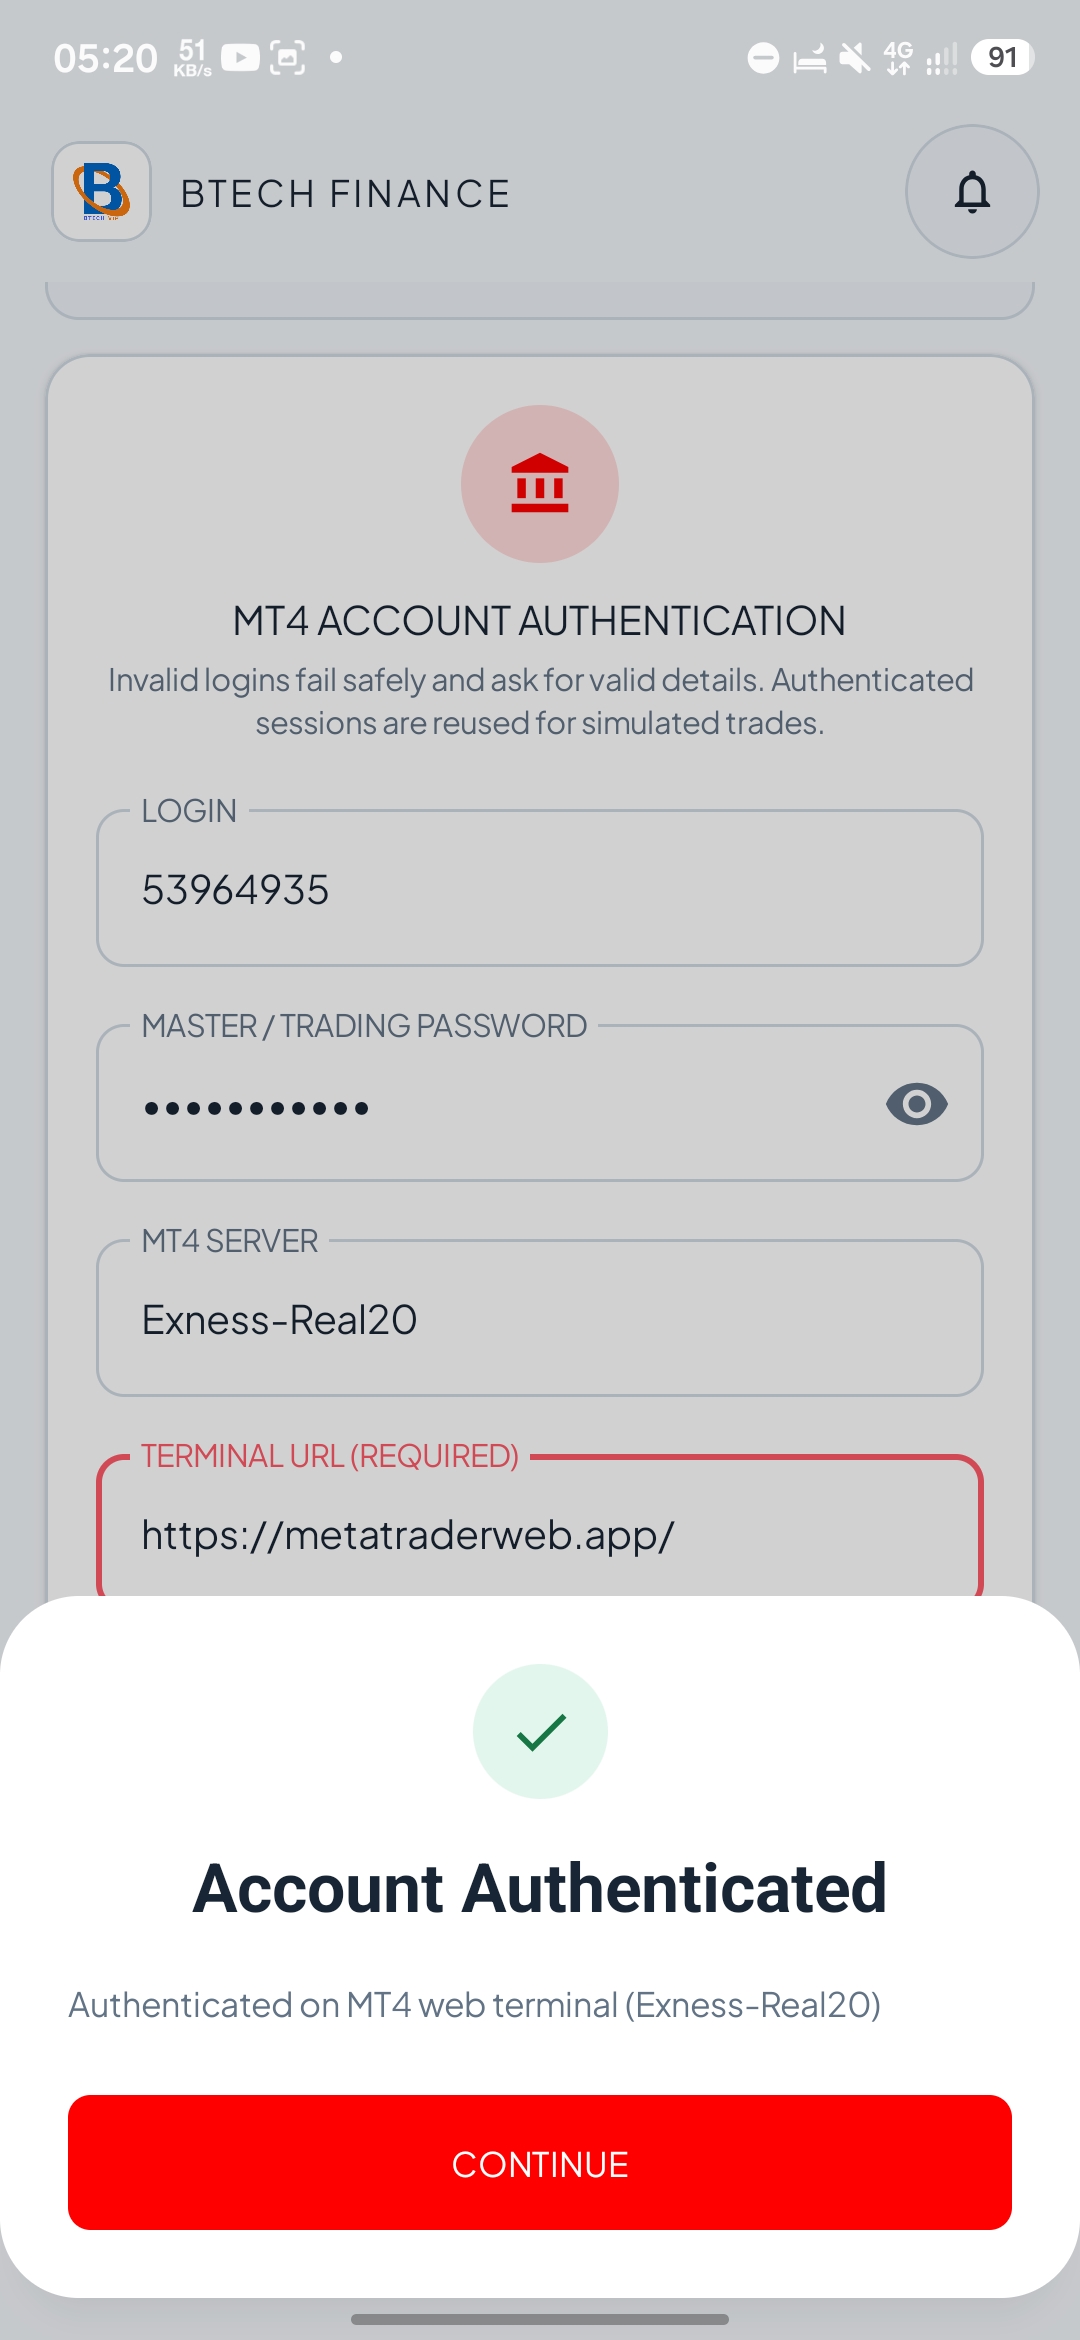 05:20 51 KB/s 4G 91
BTECH FINANCE
MT4 ACCOUNT AUTHENTICATION
Invalid logins fail safely and ask for valid details. Authenticated
sessions are reused for simulated trades.
LOGIN
53964935
MASTER / TRADING PASSWORD
•••••••••••
MT4 SERVER
Exness-Real20
TERMINAL URL (REQUIRED)
https://metatraderweb.app/
Account Authenticated
Authenticated on MT4 web terminal (Exness-Real20)
CONTINUE